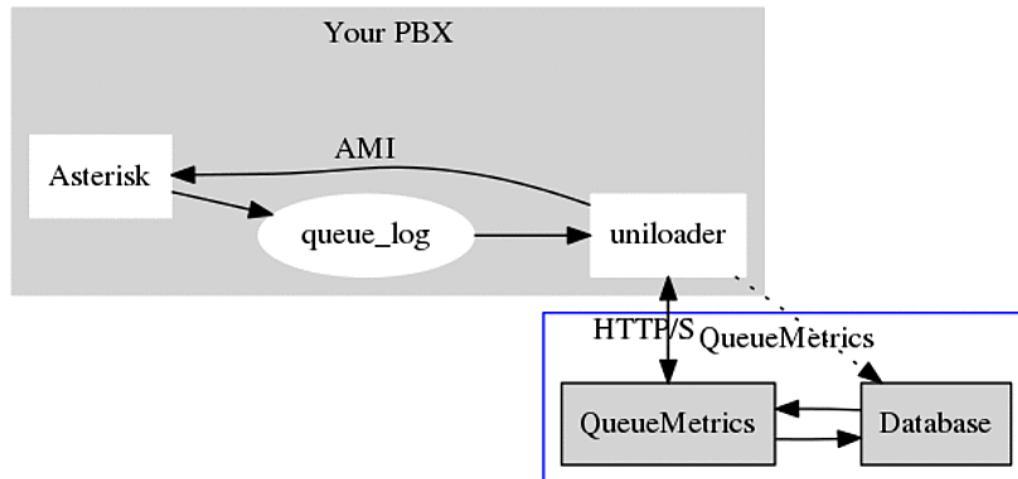 Your PBX
AMI
Asterisk
queue_log
uniloader
HTTP/S
QueueMetrics
QueueMetrics
Database